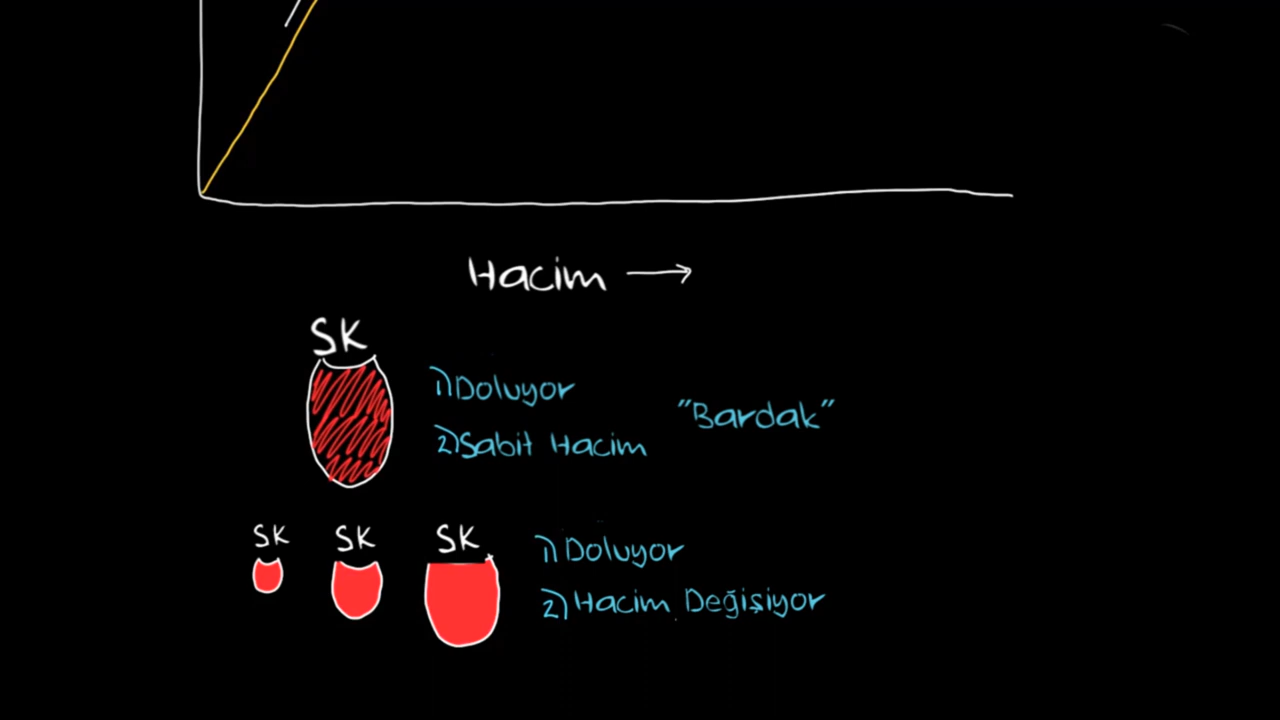 Hacim →
SK
1) Doluyor
2) Sabit Hacim
"Bardak"
SK SK SK
1) Doluyor
2) Hacim Değişiyor